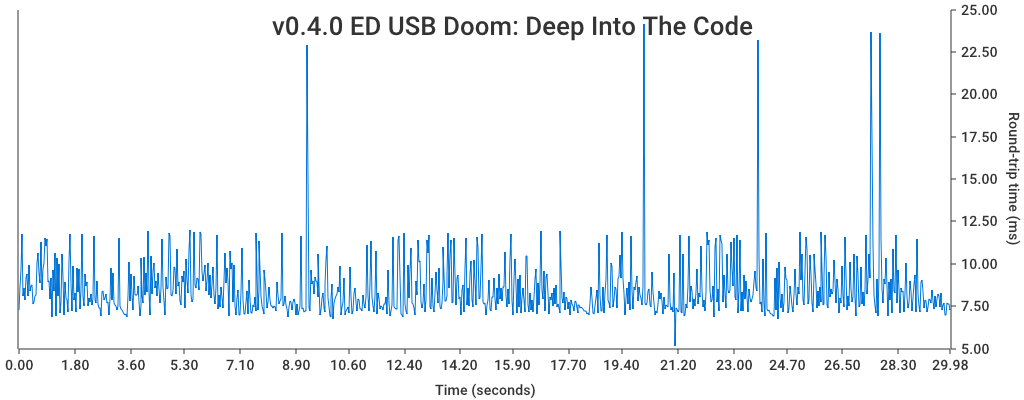 v0.4.0 ED USB Doom: Deep Into The Code
25.00
22.50
20.00
17.50
15.00
12.50
10.00
7.50
5.00
Round-trip time (ms)
0.00 1.80 3.60 5.30 7.10 8.90 10.60 12.40 14.20 15.90 17.70 19.40 21.20 23.00 24.70 26.50 28.30 29.98
Time (seconds)